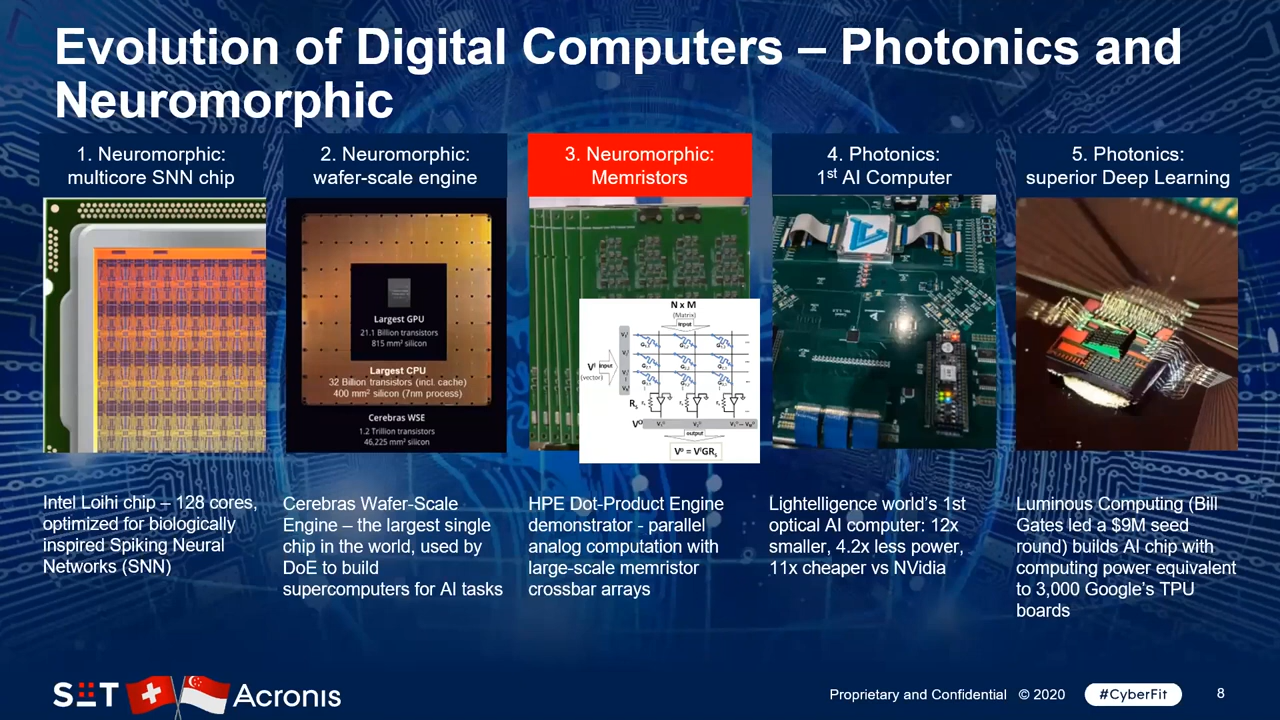 Evolution of Digital Computers – Photonics and
Neuromorphic
1. Neuromorphic:
multicore SNN chip
2. Neuromorphic:
wafer-scale engine
3. Neuromorphic:
Memristors
4. Photonics:
1st AI Computer
5. Photonics:
superior Deep Learning
Largest GPU
21.1 Billion transistors
815 mm² silicon
Largest CPU
32 Billion transistors (incl. cache)
400 mm² silicon (7nm process)
Cerebras WSE
1.2 Trillion transistors
46,225 mm² silicon
N x M
(Matrix)
input
Vᴵ input
(vector)
Rₛ
Vᴼ
output
Vᴼ = VᴵGRₛ
Intel Loihi chip – 128 cores,
optimized for biologically
inspired Spiking Neural
Networks (SNN)
Cerebras Wafer-Scale
Engine – the largest single
chip in the world, used by
DoE to build
supercomputers for AI tasks
HPE Dot-Product Engine
demonstrator - parallel
analog computation with
large-scale memristor
crossbar arrays
Lightelligence world's 1st
optical AI computer: 12x
smaller, 4.2x less power,
11x cheaper vs NVidia
Luminous Computing (Bill
Gates led a $9M seed
round) builds AI chip with
computing power equivalent
to 3,000 Google's TPU
boards
SIT Acronis
Proprietary and Confidential © 2020 #CyberFit 8